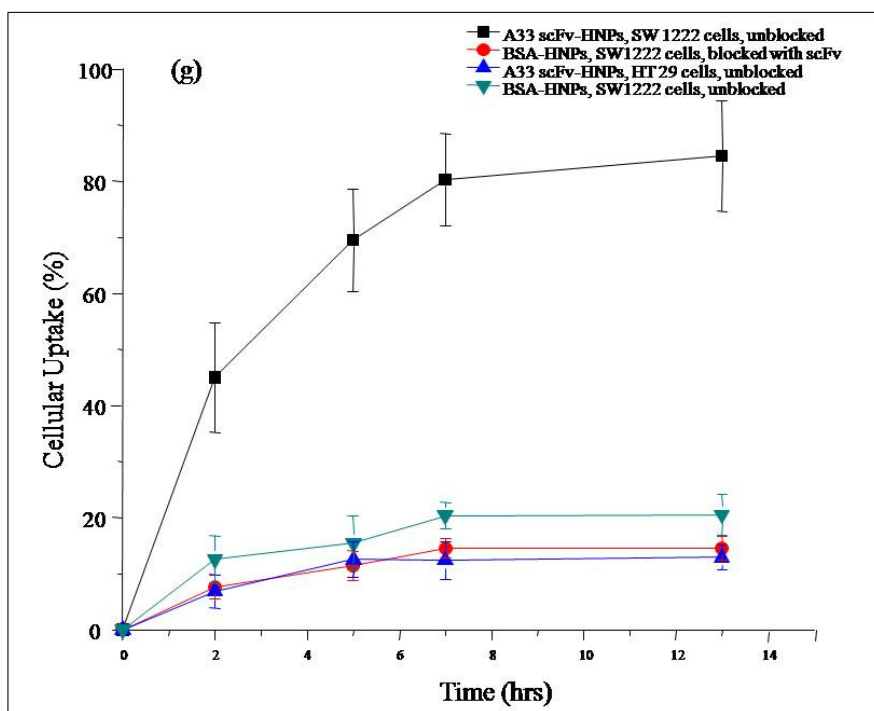 A33 scFv-HNPs, SW 1222 cells, unblocked
BSA-HNPs, SW1222 cells, blocked with scFv
A33 scFv-HNPs, HT 29 cells, unblocked
BSA-HNPs, SW1222 cells, unblocked
(g)
100
80
60
40
20
0
Cellular Uptake (%)
0 2 4 6 8 10 12 14
Time (hrs)